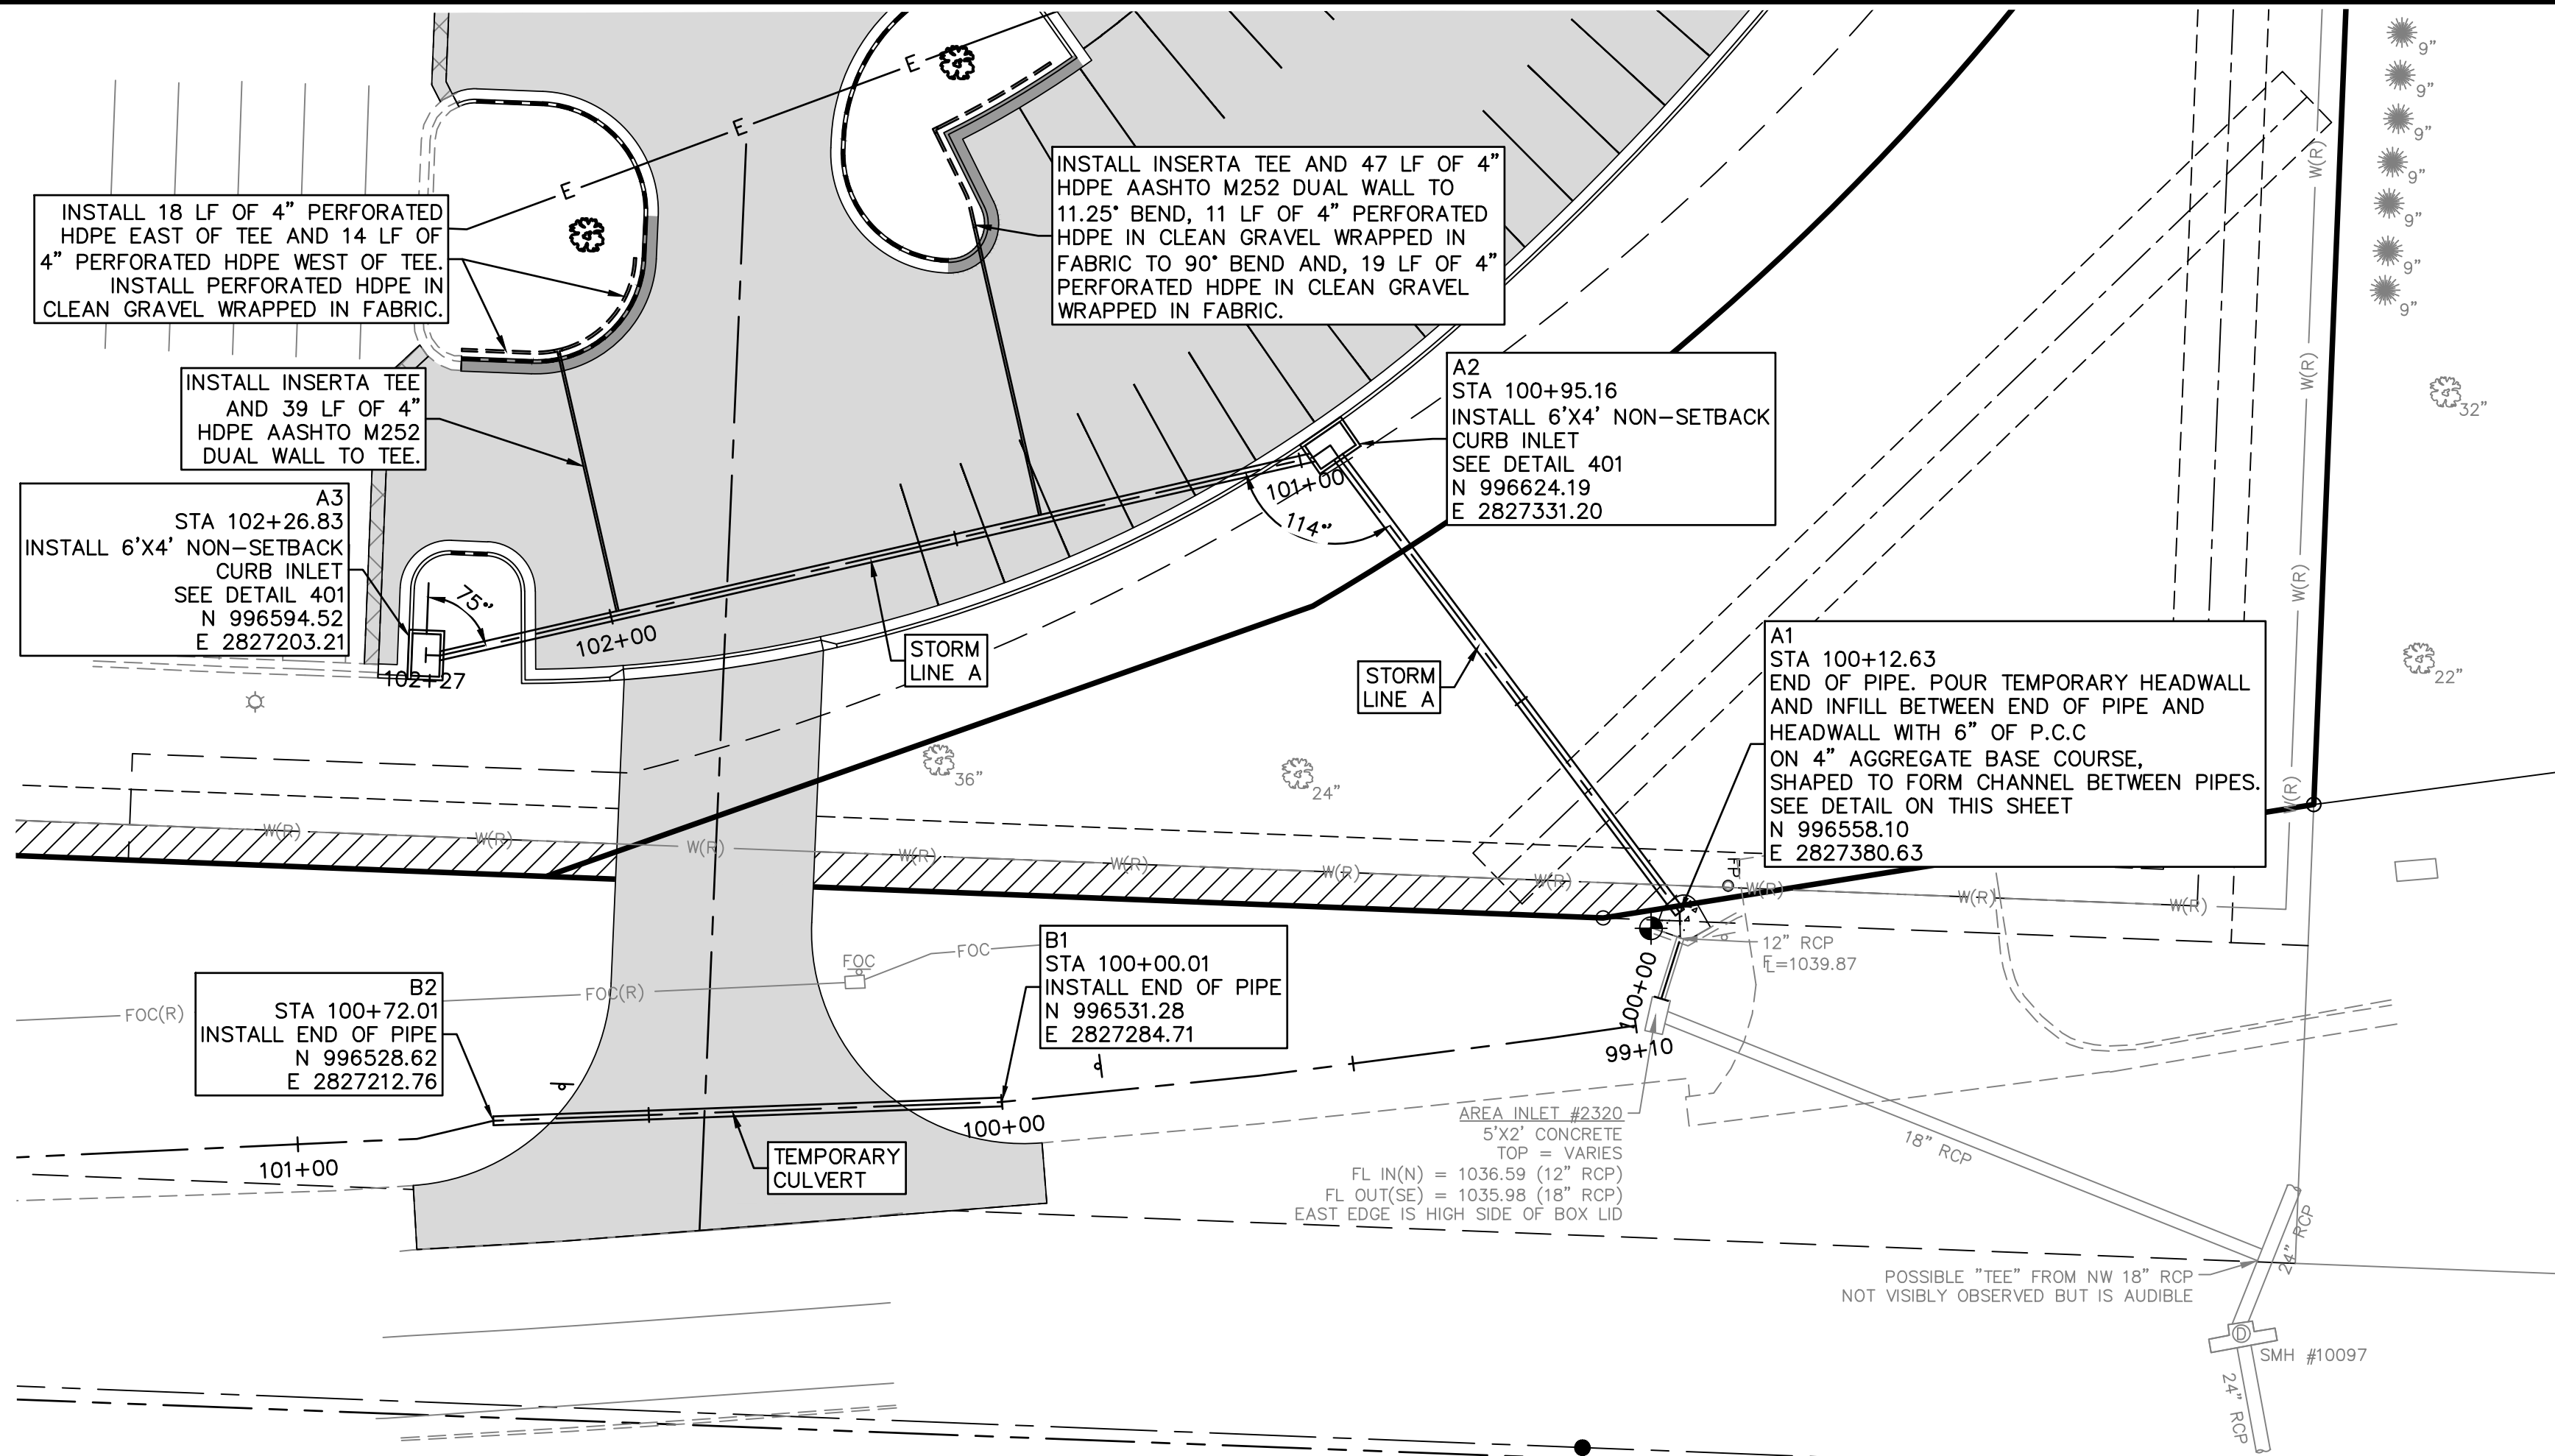 E
E
E
INSTALL 18 LF OF 4" PERFORATED
HDPE EAST OF TEE AND 14 LF OF
4" PERFORATED HDPE WEST OF TEE.
INSTALL PERFORATED HDPE IN
CLEAN GRAVEL WRAPPED IN FABRIC.
INSTALL INSERTA TEE AND 47 LF OF 4"
HDPE AASHTO M252 DUAL WALL TO
11.25° BEND, 11 LF OF 4" PERFORATED
HDPE IN CLEAN GRAVEL WRAPPED IN
FABRIC TO 90° BEND AND, 19 LF OF 4"
PERFORATED HDPE IN CLEAN GRAVEL
WRAPPED IN FABRIC.
9"
9"
9"
9"
9"
9"
9"
W(R)
W(R)
W(R)
W(R)
32"
22"
INSTALL INSERTA TEE
AND 39 LF OF 4"
HDPE AASHTO M252
DUAL WALL TO TEE.
A2
STA 100+95.16
INSTALL 6'X4' NON-SETBACK
CURB INLET
SEE DETAIL 401
N 996624.19
E 2827331.20
A3
STA 102+26.83
INSTALL 6'X4' NON-SETBACK
CURB INLET
SEE DETAIL 401
N 996594.52
E 2827203.21
101+00
114°
75°
102+00
102+27
STORM
LINE A
STORM
LINE A
A1
STA 100+12.63
END OF PIPE. POUR TEMPORARY HEADWALL
AND INFILL BETWEEN END OF PIPE AND
HEADWALL WITH 6" OF P.C.C
ON 4" AGGREGATE BASE COURSE,
SHAPED TO FORM CHANNEL BETWEEN PIPES.
SEE DETAIL ON THIS SHEET
N 996558.10
E 2827380.63
36"
24"
W(R)
W(R)
W(R)
W(R)
W(R)
W(R)
W(R)
W(R)
W(R)
W(R)
FP
12" RCP
FL=1039.87
FOC
FOC
FOC(R)
FOC(R)
B1
STA 100+00.01
INSTALL END OF PIPE
N 996531.28
E 2827284.71
B2
STA 100+72.01
INSTALL END OF PIPE
N 996528.62
E 2827212.76
100+00
99+10
100+00
101+00
TEMPORARY
CULVERT
AREA INLET #2320
5'X2' CONCRETE
TOP = VARIES
FL IN(N) = 1036.59 (12" RCP)
FL OUT(SE) = 1035.98 (18" RCP)
EAST EDGE IS HIGH SIDE OF BOX LID
18" RCP
24" RCP
POSSIBLE "TEE" FROM NW 18" RCP
NOT VISIBLY OBSERVED BUT IS AUDIBLE
D
SMH #10097
24" RCP